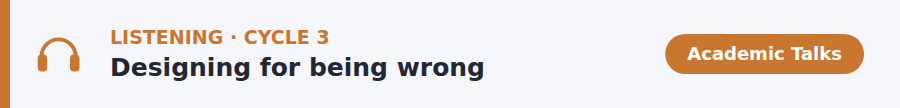 LISTENING · CYCLE 3
Designing for being wrong
Academic Talks